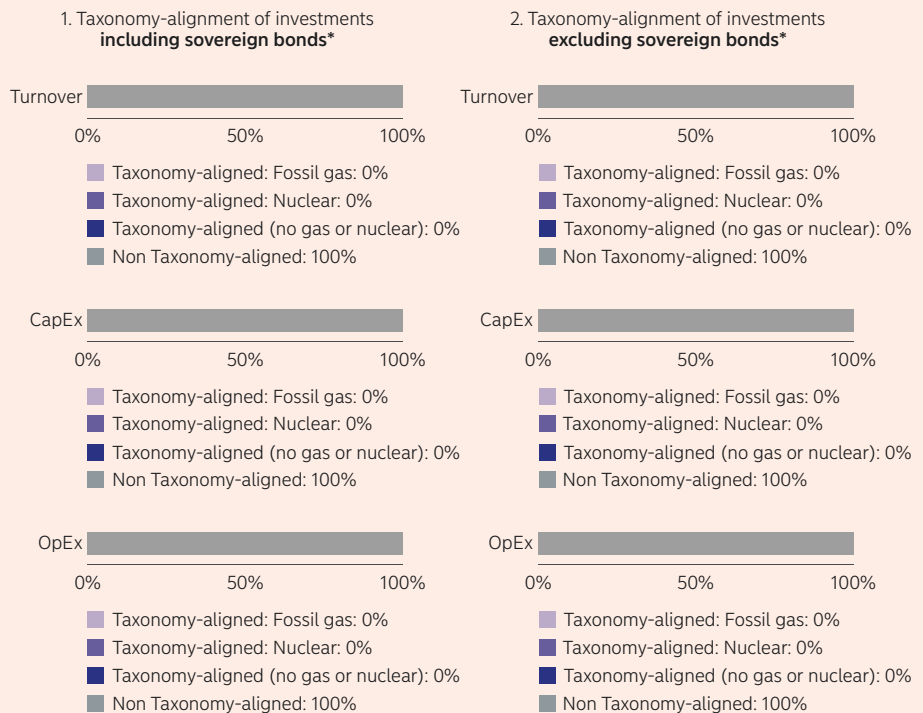 1. Taxonomy-alignment of investments
including sovereign bonds*
Turnover
0% 50% 100%
Taxonomy-aligned: Fossil gas: 0%
Taxonomy-aligned: Nuclear: 0%
Taxonomy-aligned (no gas or nuclear): 0%
Non Taxonomy-aligned: 100%
CapEx
0% 50% 100%
Taxonomy-aligned: Fossil gas: 0%
Taxonomy-aligned: Nuclear: 0%
Taxonomy-aligned (no gas or nuclear): 0%
Non Taxonomy-aligned: 100%
OpEx
0% 50% 100%
Taxonomy-aligned: Fossil gas: 0%
Taxonomy-aligned: Nuclear: 0%
Taxonomy-aligned (no gas or nuclear): 0%
Non Taxonomy-aligned: 100%
2. Taxonomy-alignment of investments
excluding sovereign bonds*
Turnover
0% 50% 100%
Taxonomy-aligned: Fossil gas: 0%
Taxonomy-aligned: Nuclear: 0%
Taxonomy-aligned (no gas or nuclear): 0%
Non Taxonomy-aligned: 100%
CapEx
0% 50% 100%
Taxonomy-aligned: Fossil gas: 0%
Taxonomy-aligned: Nuclear: 0%
Taxonomy-aligned (no gas or nuclear): 0%
Non Taxonomy-aligned: 100%
OpEx
0% 50% 100%
Taxonomy-aligned: Fossil gas: 0%
Taxonomy-aligned: Nuclear: 0%
Taxonomy-aligned (no gas or nuclear): 0%
Non Taxonomy-aligned: 100%